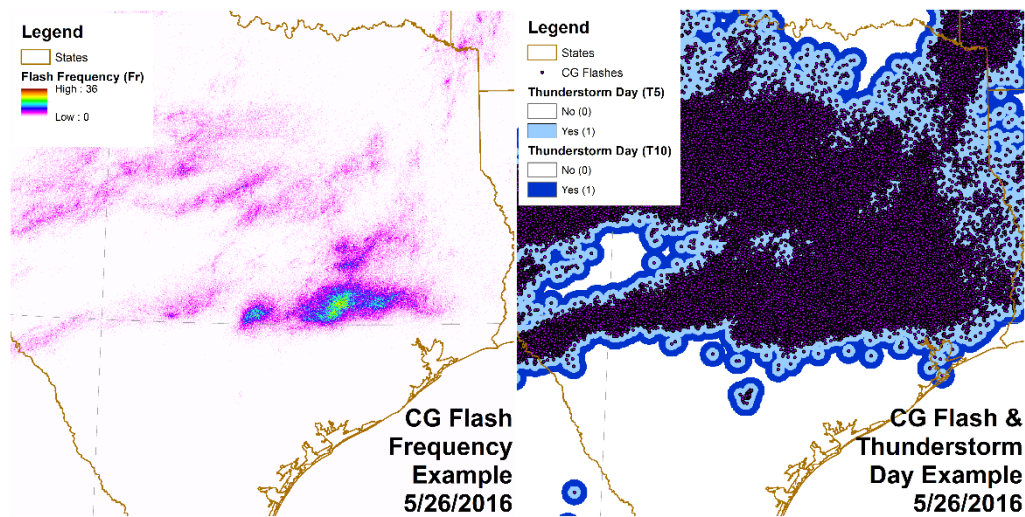 Legend
States
Flash Frequency (Fr)
High : 36
Low : 0
CG Flash
Frequency
Example
5/26/2016
Legend
States
CG Flashes
Thunderstorm Day (T5)
No (0)
Yes (1)
Thunderstorm Day (T10)
No (0)
Yes (1)
CG Flash &
Thunderstorm
Day Example
5/26/2016